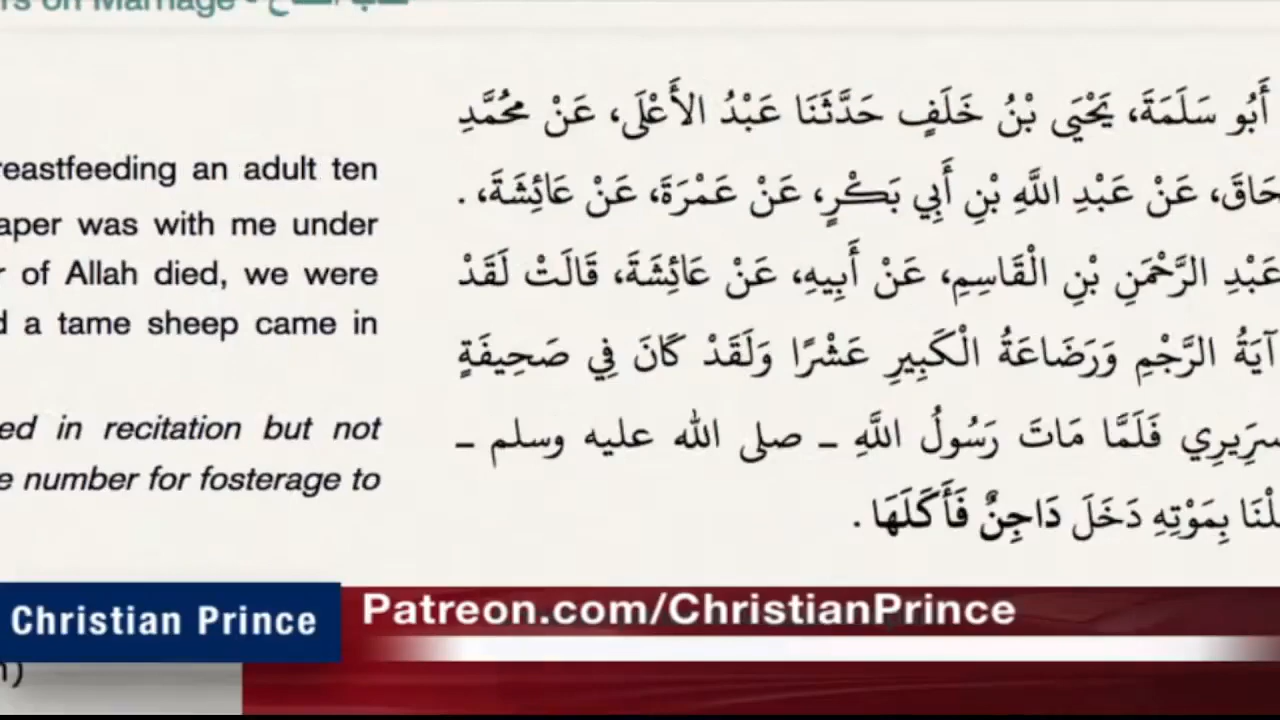 on Marriage -
reastfeeding an adult ten
aper was with me under
r of Allah died, we were
d a tame sheep came in
ed in recitation but not
e number for fosterage to
أَبُو سَلَمَةَ، يَحْيَى بْنُ خَلَفٍ حَدَّثَنَا عَبْدُ الأَعْلَى، عَنْ مُحَمَّدِ
حَاقَ، عَنْ عَبْدِ اللَّهِ بْنِ أَبِي بَكْرٍ، عَنْ عَمْرَةَ، عَنْ عَائِشَةَ، .
عَبْدِ الرَّحْمَنِ بْنِ الْقَاسِمِ، عَنْ أَبِيهِ، عَنْ عَائِشَةَ، قَالَتْ لَقَدْ
آيَةُ الرَّجْمِ وَرَضَاعَةُ الْكَبِيرِ عَشْرًا وَلَقَدْ كَانَ فِي صَحِيفَةٍ
سَرِيرِي فَلَمَّا مَاتَ رَسُولُ اللَّهِ ـ صلى الله عليه وسلم ـ
لْنَا بِمَوْتِهِ دَخَلَ دَاجِنٌ فَأَكَلَهَا .
Christian Prince
Patreon.com/ChristianPrince